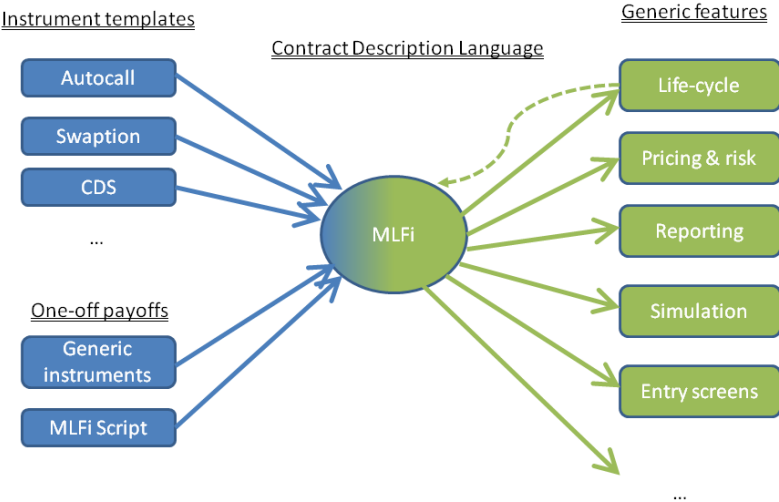 Instrument templates
Generic features
Contract Description Language
Autocall
Swaption
CDS
...
One-off payoffs
Generic
instruments
MLFi Script
MLFi
Life-cycle
Pricing & risk
Reporting
Simulation
Entry screens
...